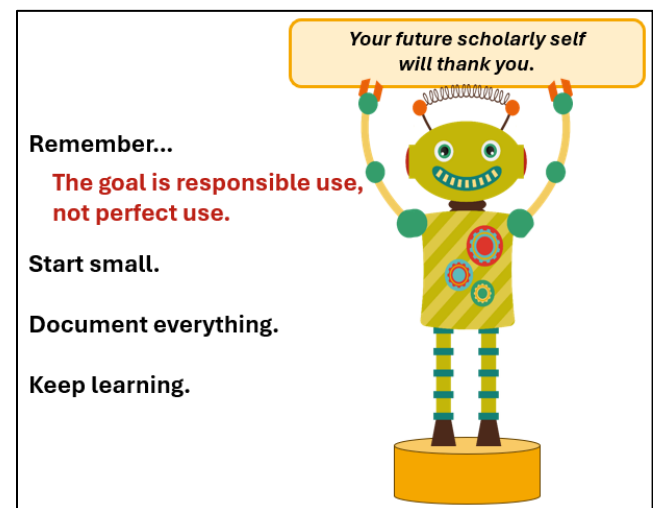 Your future scholarly self
will thank you.
Remember...
The goal is responsible use,
not perfect use.
Start small.
Document everything.
Keep learning.